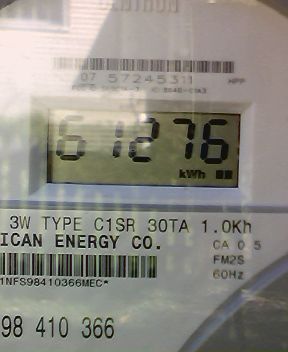 CENTRON
07 57245311
61276
kWh
3W TYPE C1SR 30TA 1.0Kh
ICAN ENERGY CO.
CA 0.5
FM2S
60Hz
1NFS98410366MEC*
98 410 366